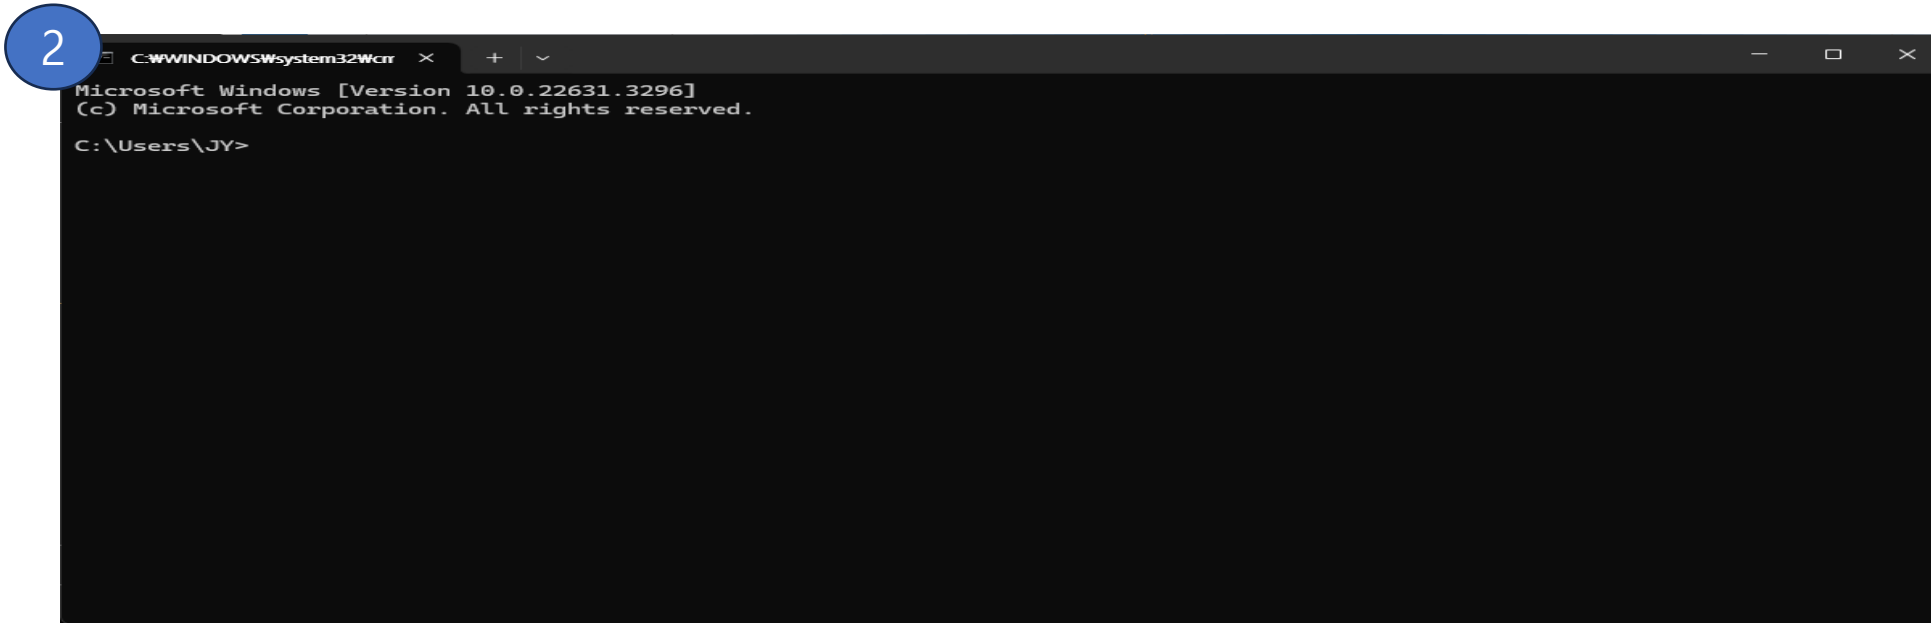 2
C:₩WINDOWS₩system32₩cm
Microsoft Windows [Version 10.0.22631.3296]
(c) Microsoft Corporation. All rights reserved.
C:\Users\JY>